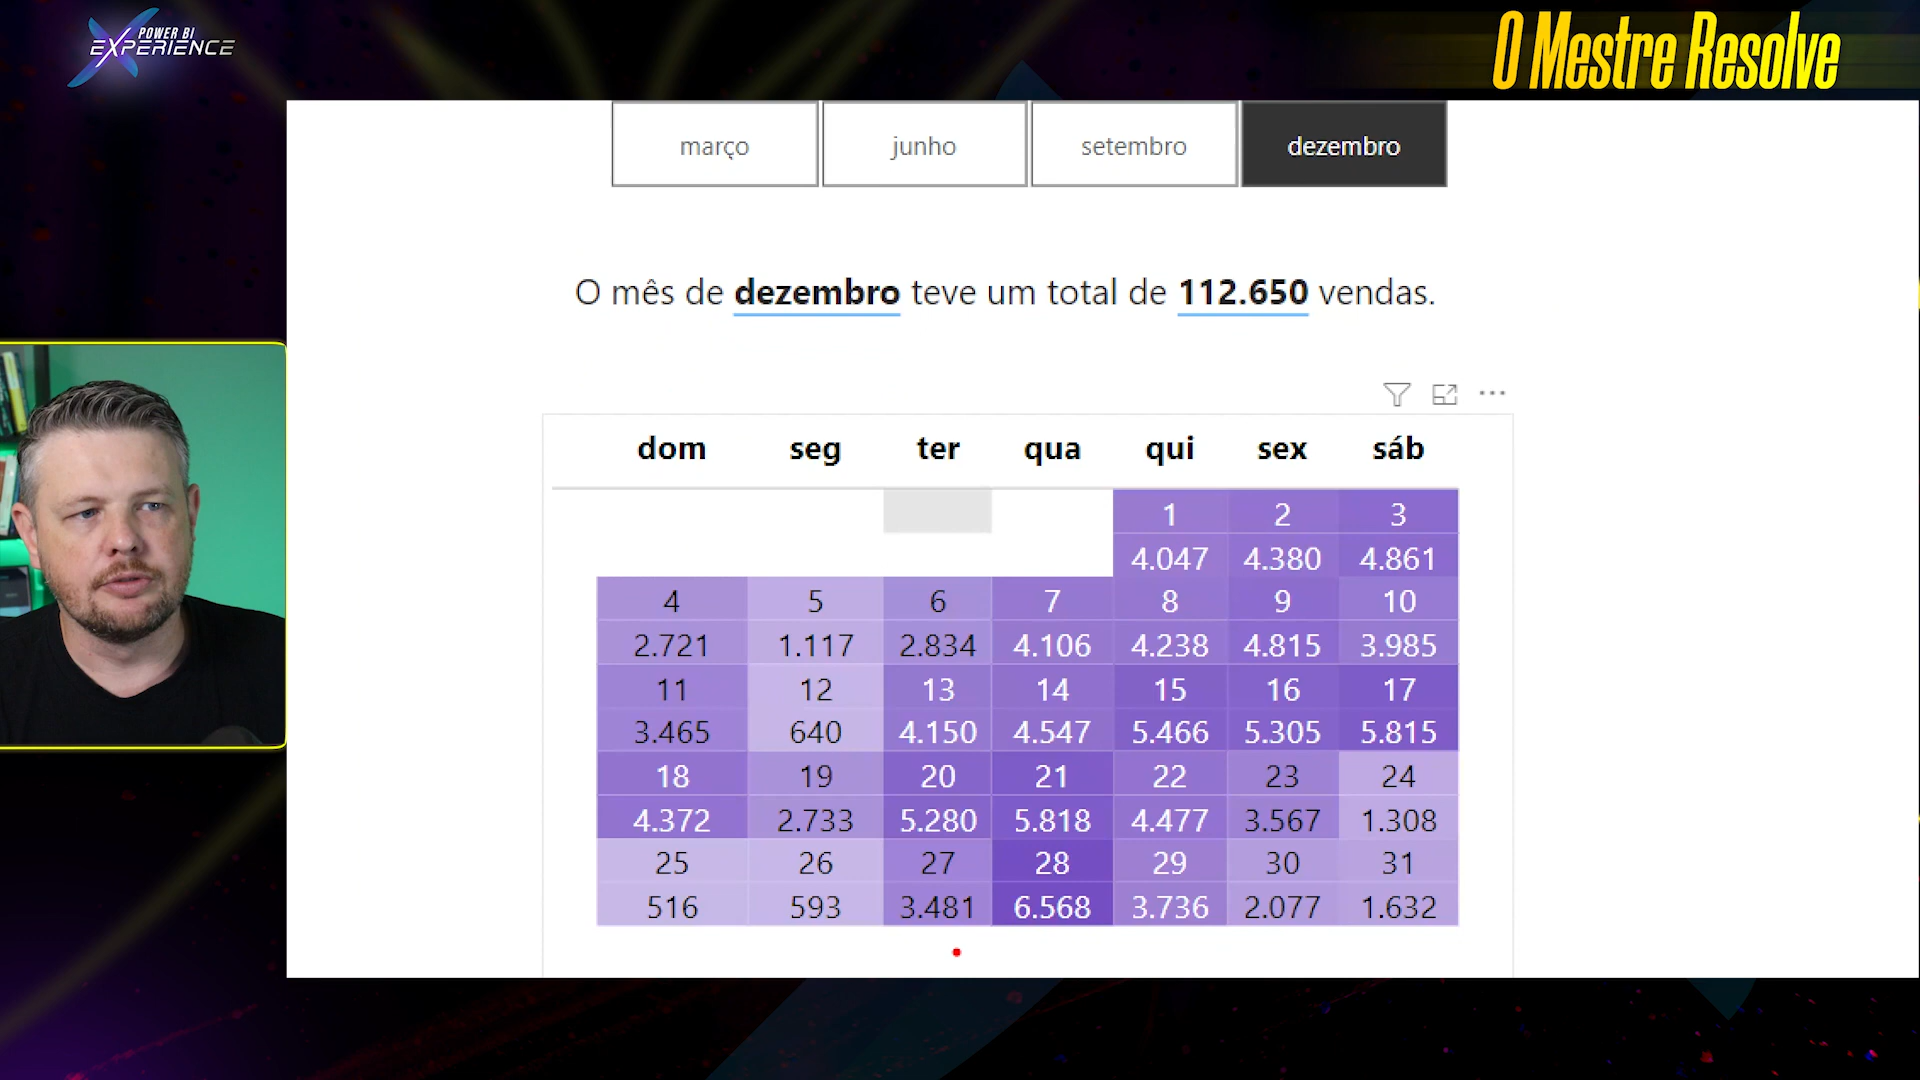 POWER BI
EXPERIENCE
O Mestre Resolve
março junho setembro dezembro
O mês de dezembro teve um total de 112.650 vendas.
dom seg ter qua qui sex sáb
1 2 3
4.047 4.380 4.861
4 5 6 7 8 9 10
2.721 1.117 2.834 4.106 4.238 4.815 3.985
11 12 13 14 15 16 17
3.465 640 4.150 4.547 5.466 5.305 5.815
18 19 20 21 22 23 24
4.372 2.733 5.280 5.818 4.477 3.567 1.308
25 26 27 28 29 30 31
516 593 3.481 6.568 3.736 2.077 1.632